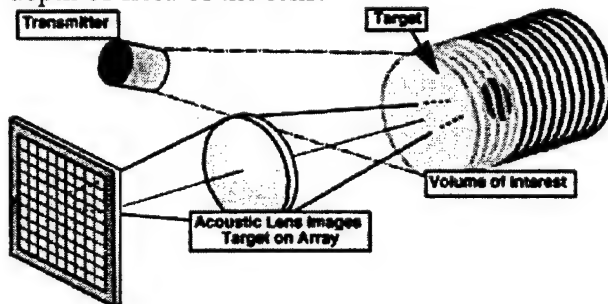 Transmitter
Target
Volume of Interest
Acoustic Lens Images
Target on Array